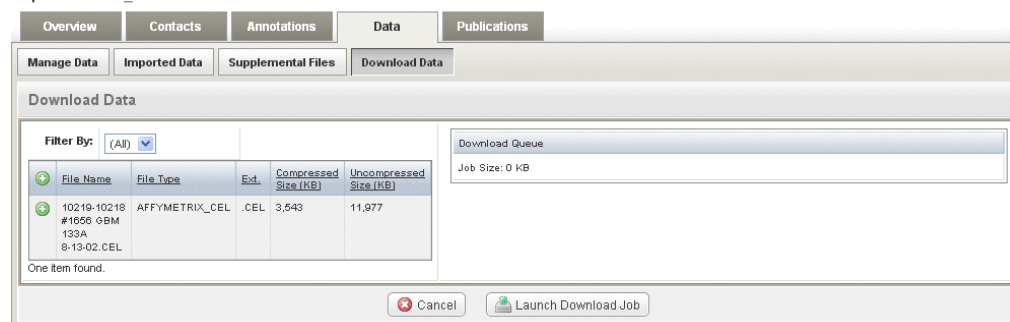 Overview Contacts Annotations Data Publications
Manage Data Imported Data Supplemental Files Download Data
Download Data
Filter By: (All)
Download Queue
Job Size: 0 KB
File Name File Type Ext. Compressed Size (KB) Uncompressed Size (KB)
10219-10218 AFFYMETRIX_CEL .CEL 3,543 11,977
#1656 GBM
133A
8-13-02.CEL
One item found.
Cancel Launch Download Job